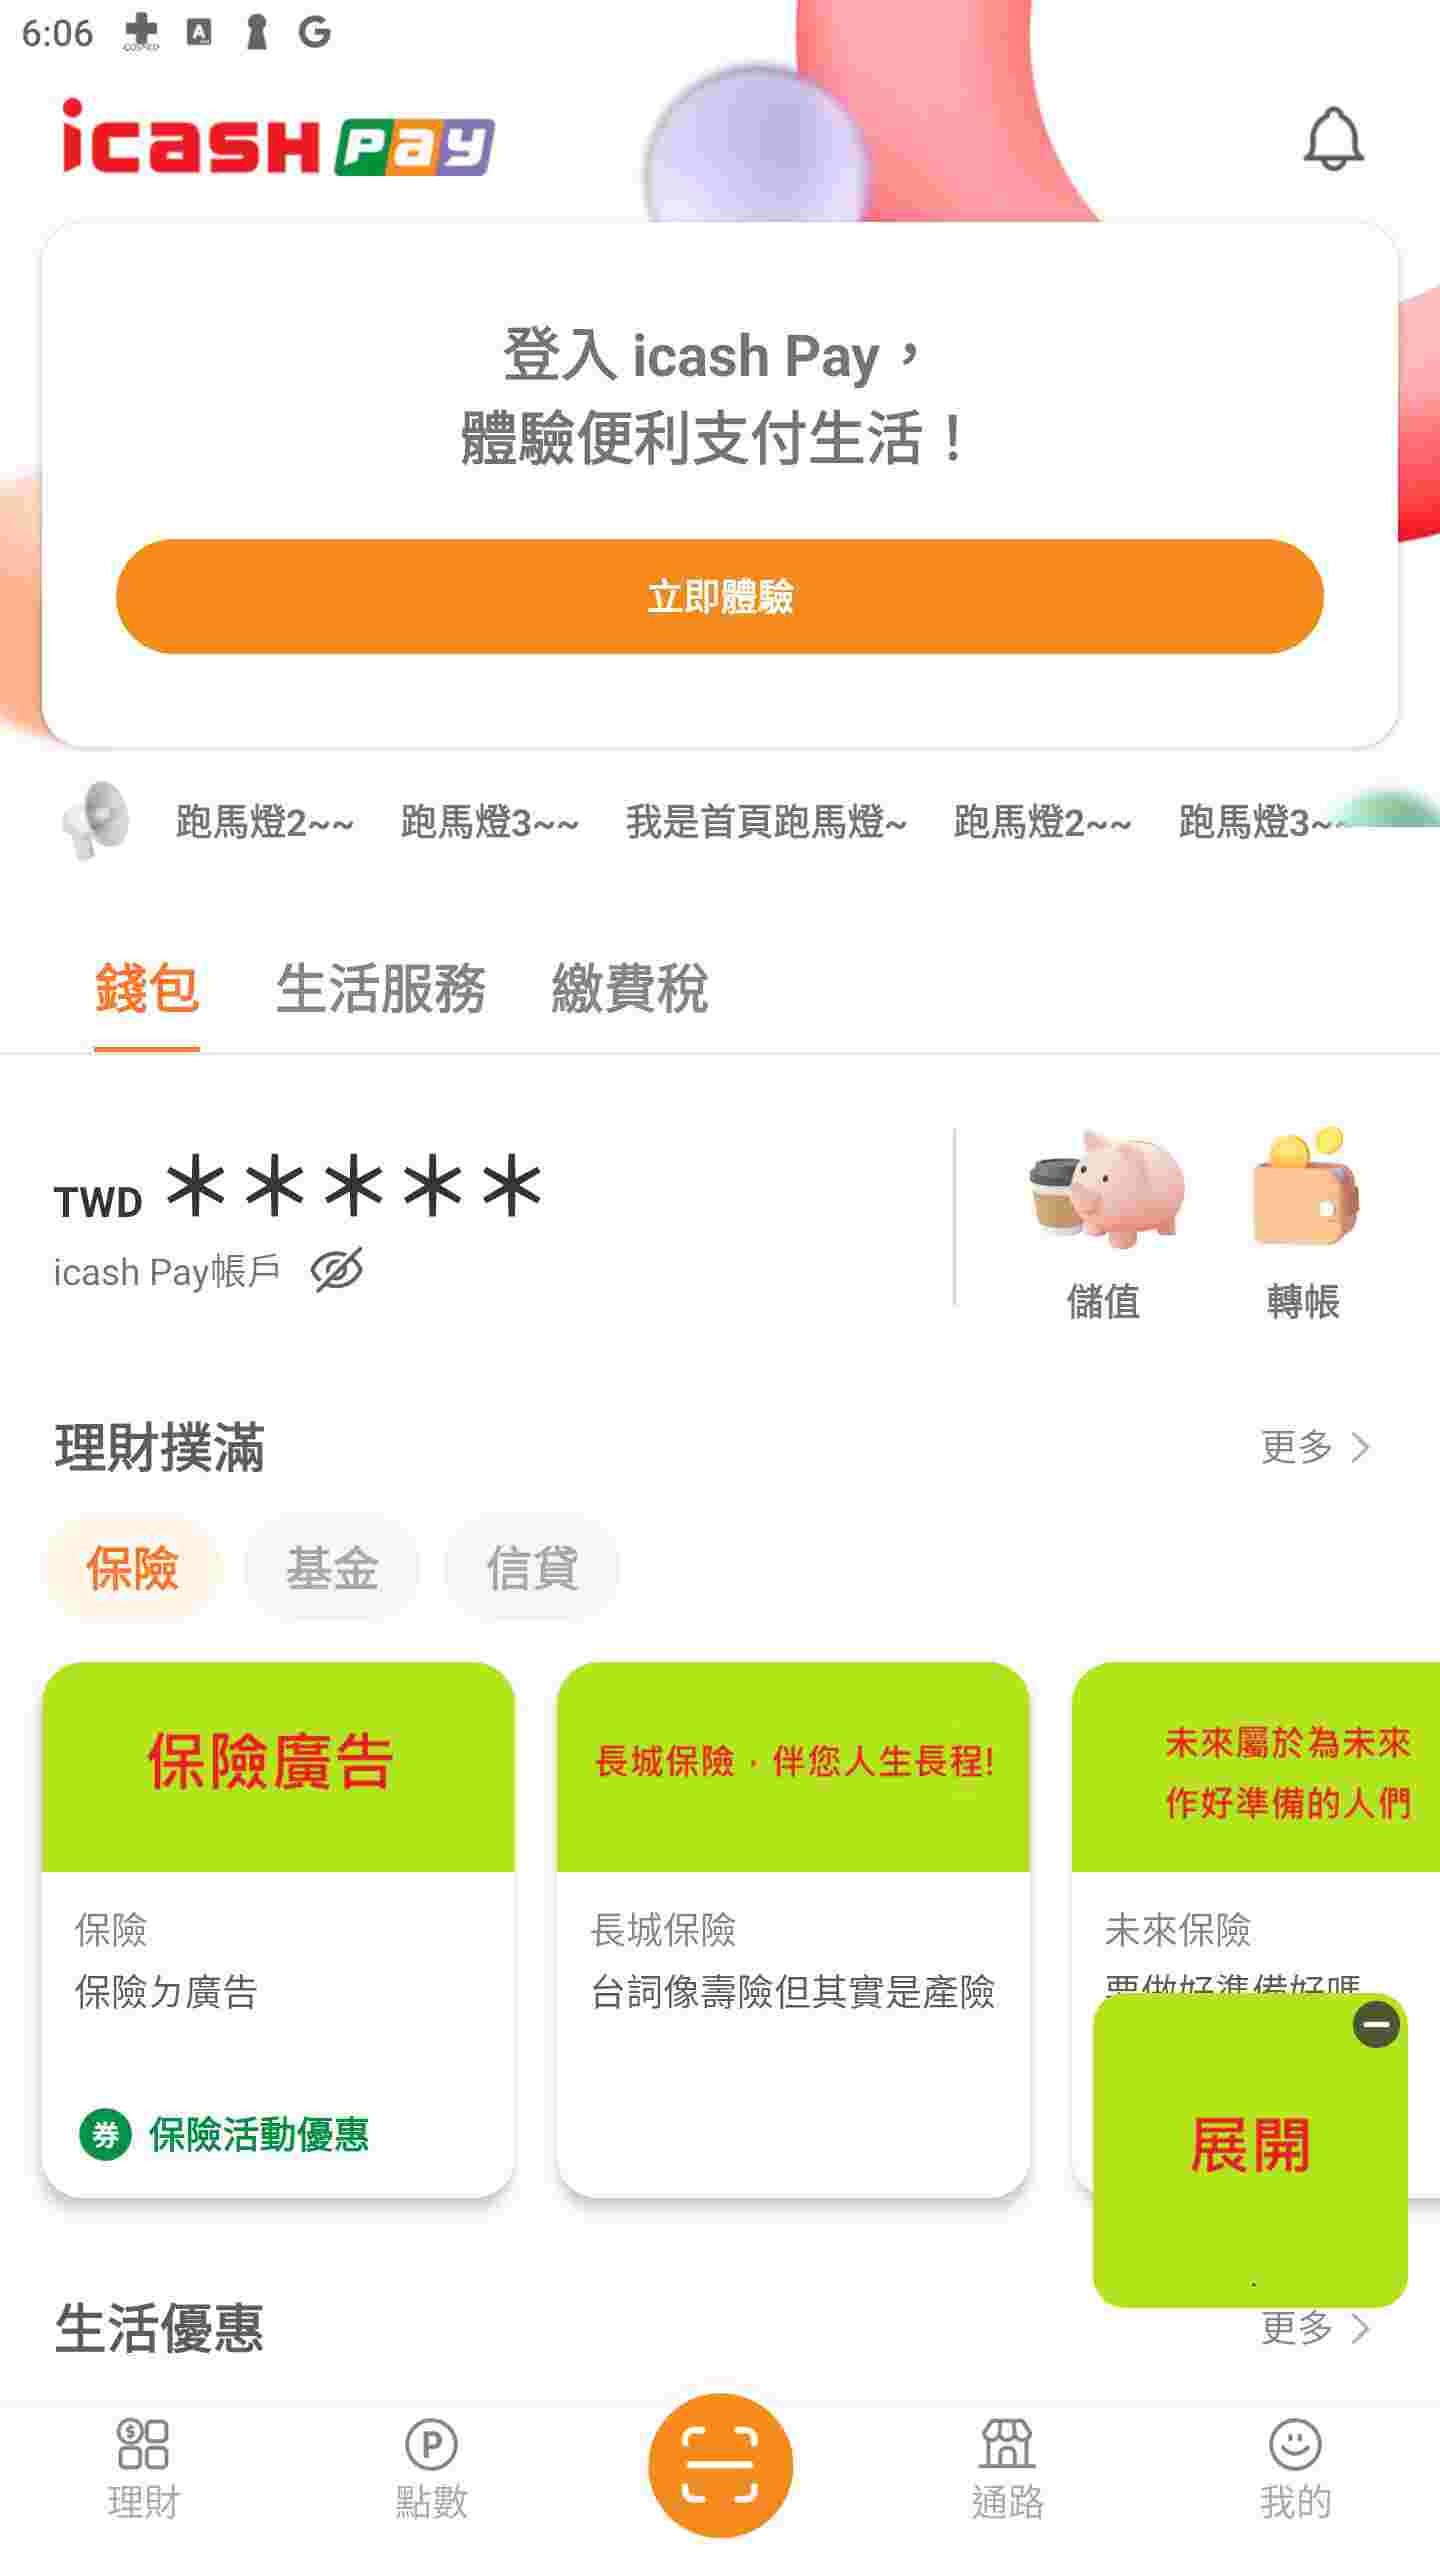 6:06
icash Pay
登入 icash Pay，
體驗便利支付生活！
立即體驗
跑馬燈2~~ 跑馬燈3~~ 我是首頁跑馬燈~ 跑馬燈2~~ 跑馬燈3~~
錢包 生活服務 繳費稅
TWD ＊＊＊＊＊
icash Pay帳戶
儲值 轉帳
理財撲滿 更多
保險 基金 信貸
保險廣告
保險
保險ㄉ廣告
券 保險活動優惠
長城保險，伴您人生長程!
長城保險
台詞像壽險但其實是產險
未來屬於為未來
作好準備的人們
未來保險
要做好準備好嗎
展開
生活優惠 更多
理財 點數 通路 我的